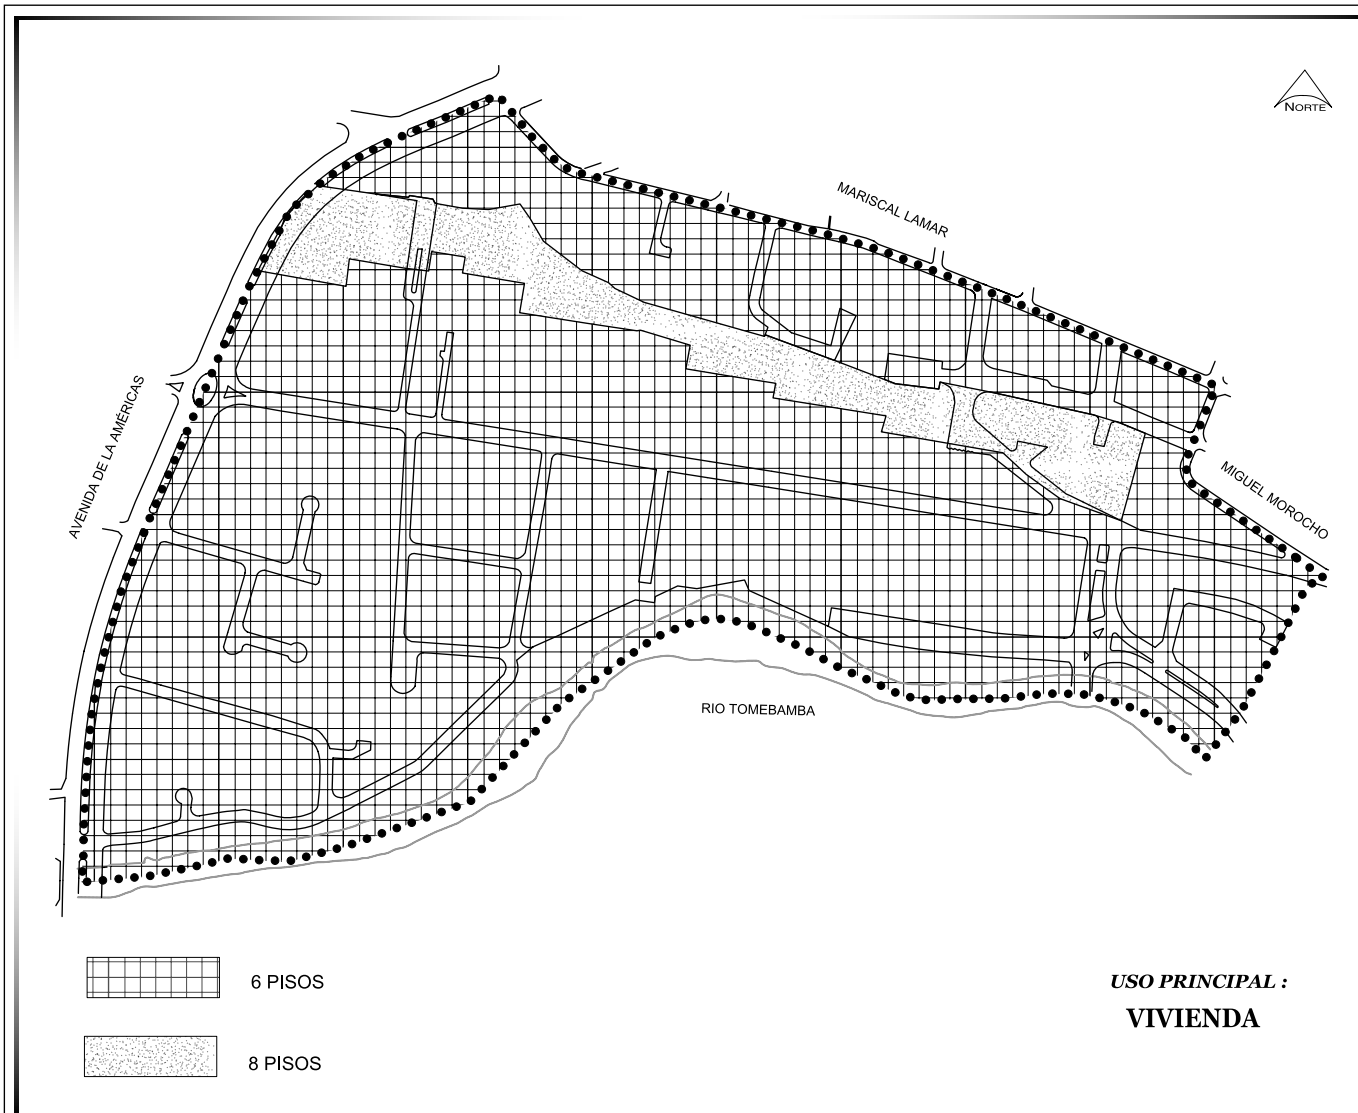 NORTE
MARISCAL LAMAR
AVENIDA DE LA AMÉRICAS
MIGUEL MOROCHO
RIO TOMEBAMBA
6 PISOS
8 PISOS
USO PRINCIPAL :
VIVIENDA